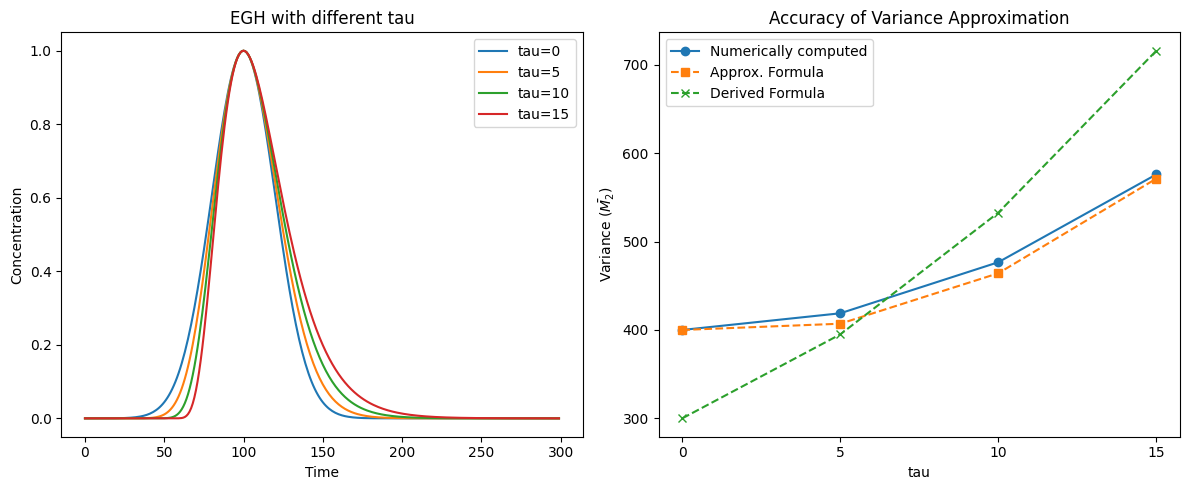 EGH with different tau
1.0
0.8
0.6
0.4
0.2
0.0
Concentration
tau=0
tau=5
tau=10
tau=15
0 50 100 150 200 250 300
Time
Accuracy of Variance Approximation
700
600
500
400
300
Variance (M̄₂)
Numerically computed
Approx. Formula
Derived Formula
0 5 10 15
tau